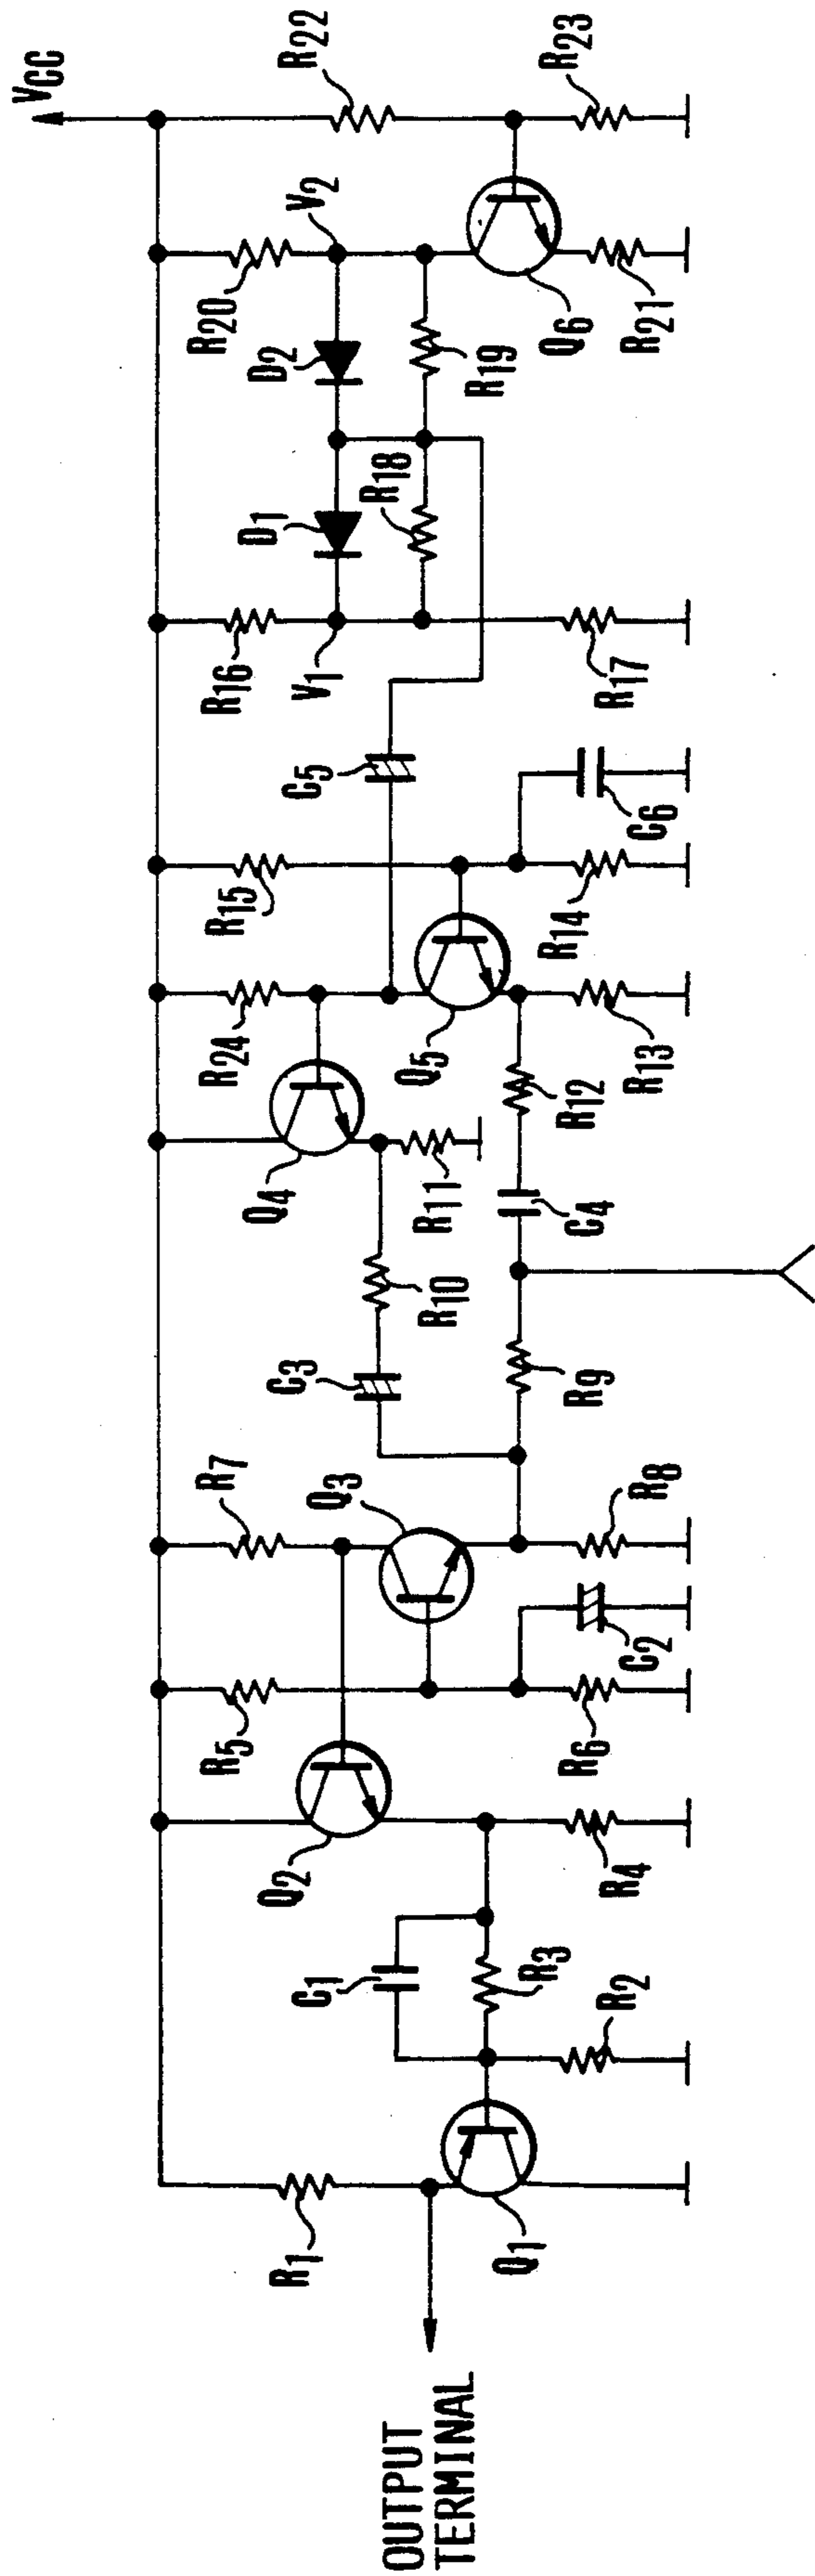 VCC
R1
Q2
R5
R7
C3
Q4
R24
R15
C5
R16
D1
R20
D2
R22
C1
Q3
V1
V2
OUTPUT
TERMINAL
R10
R11
Q5
R18
R19
Q1
R3
R9
C4
R12
Q6
R2
R4
R6
C2
R8
R13
R14
C6
R17
R21
R23